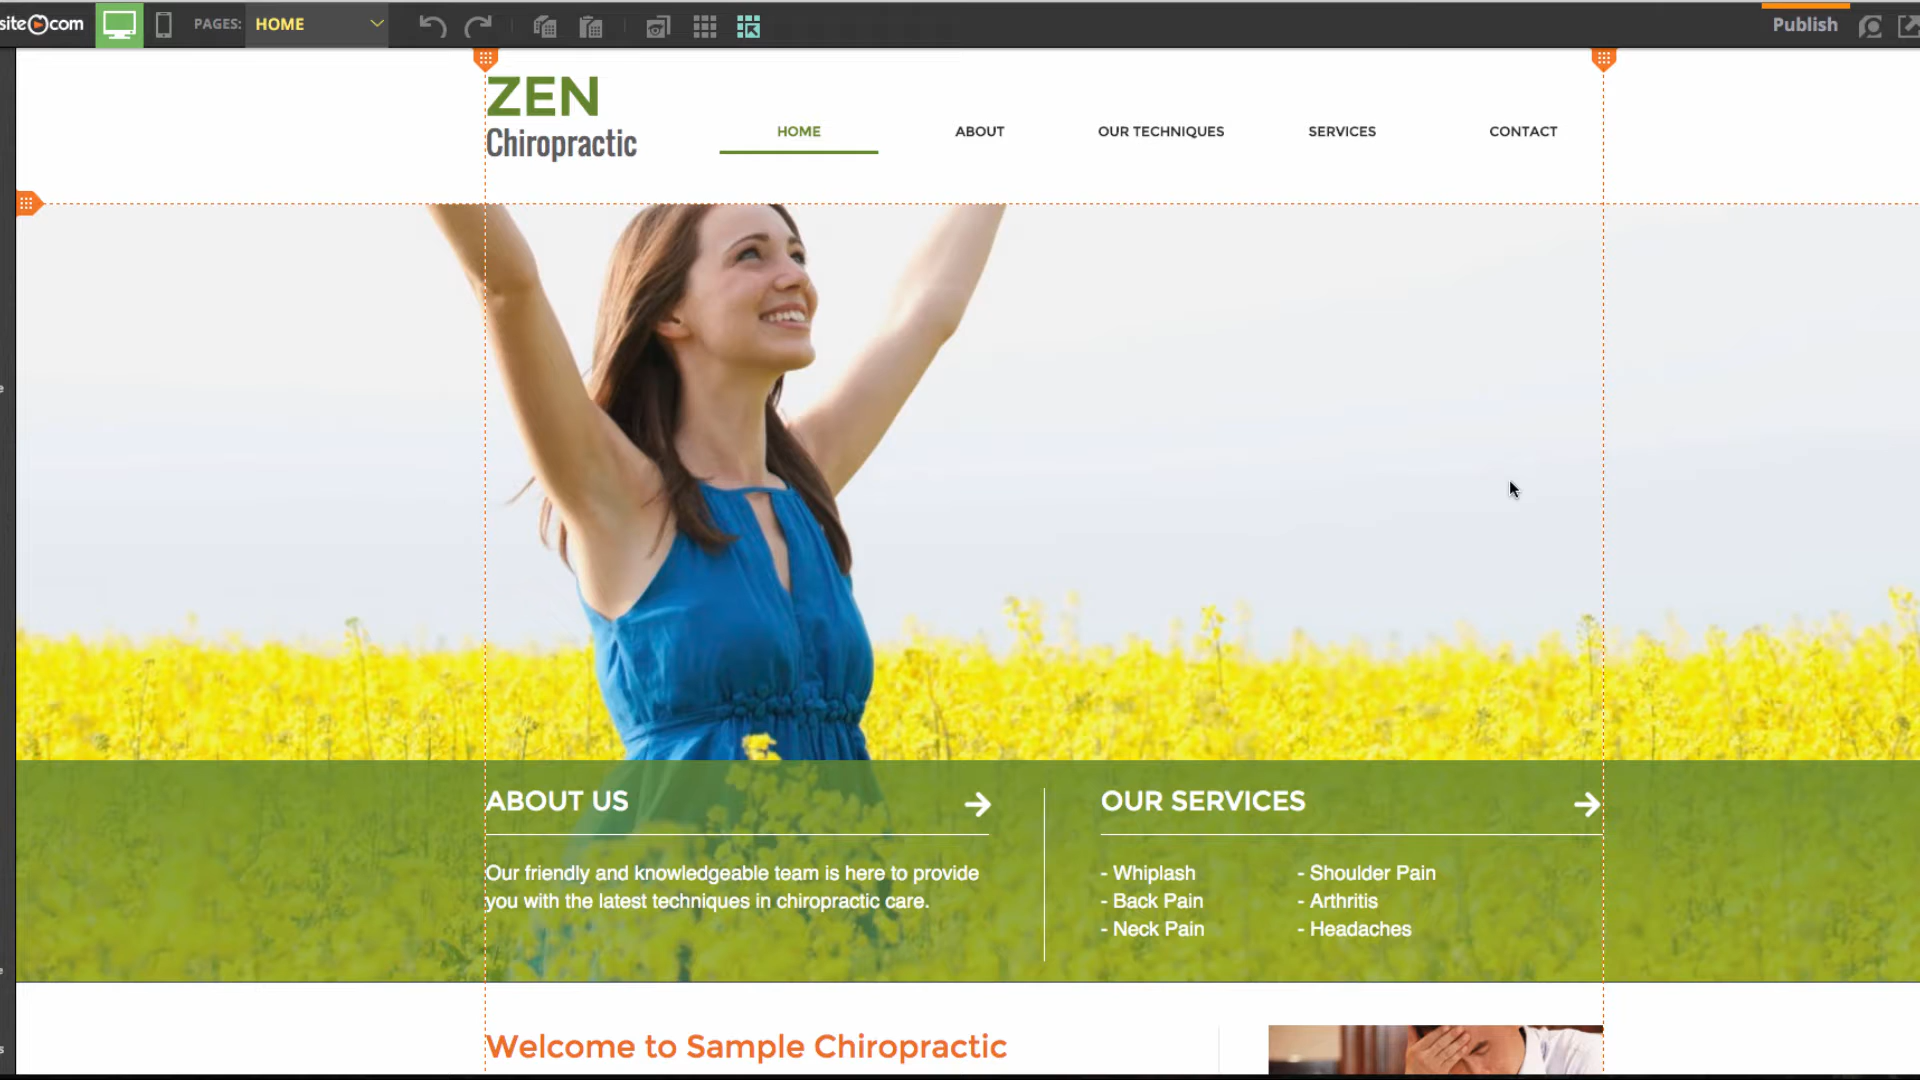 site com PAGES: HOME Publish
ZEN
Chiropractic
HOME ABOUT OUR TECHNIQUES SERVICES CONTACT
ABOUT US
Our friendly and knowledgeable team is here to provide
you with the latest techniques in chiropractic care.
OUR SERVICES
- Whiplash - Shoulder Pain
- Back Pain - Arthritis
- Neck Pain - Headaches
Welcome to Sample Chiropractic